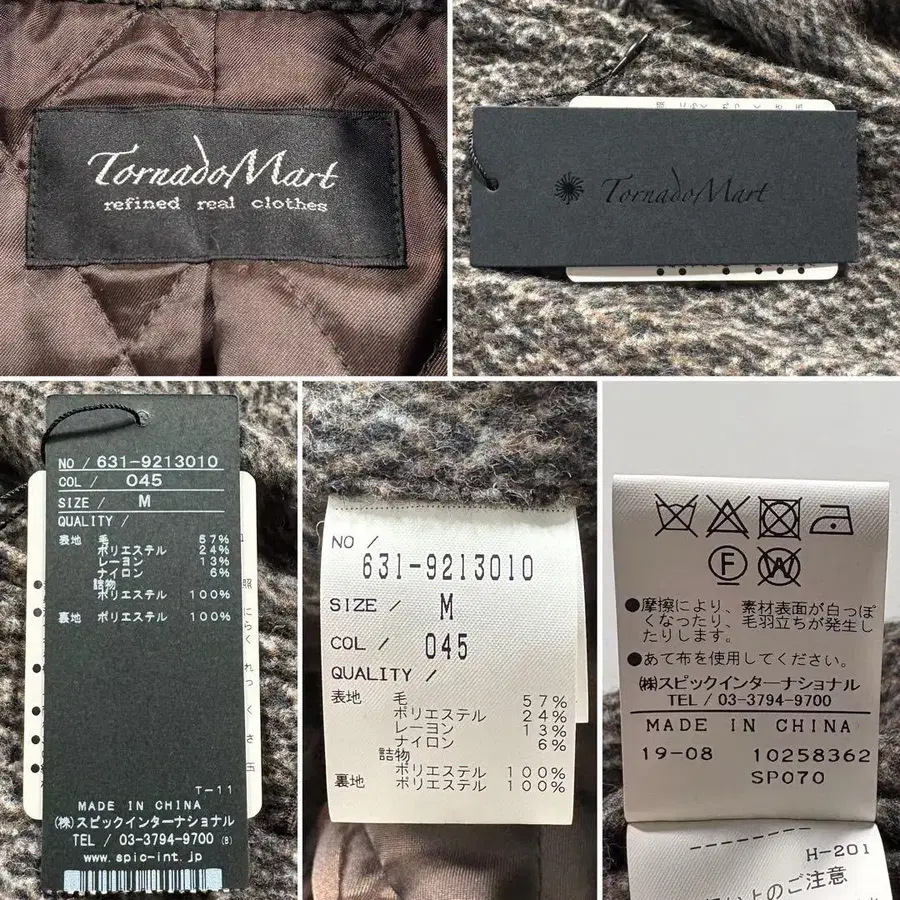 TornadoMart
refined real clothes
TornadoMart
NO / 631-9213010
COL / 045
SIZE / M
QUALITY /
表地 毛 57%
ポリエステル 24%
レーヨン 13%
ナイロン 6%
詰物
ポリエステル 100%
裏地 ポリエステル 100%
T-11
MADE IN CHINA
(株)スピックインターナショナル
TEL / 03-3794-9700 (B)
www.spic-int.jp
NO /
631-9213010
SIZE / M
COL / 045
QUALITY /
表地 毛 57%
ポリエステル 24%
レーヨン 13%
ナイロン 6%
詰物
ポリエステル 100%
裏地 ポリエステル 100%
F W
●摩擦により、素材表面が白っぽ
くなったり、毛羽立ちが発生し
たりします。
●あて布を使用してください。
(株)スピックインターナショナル
TEL / 03-3794-9700
MADE IN CHINA
19-08 10258362
SP070
H-201
上のご注意